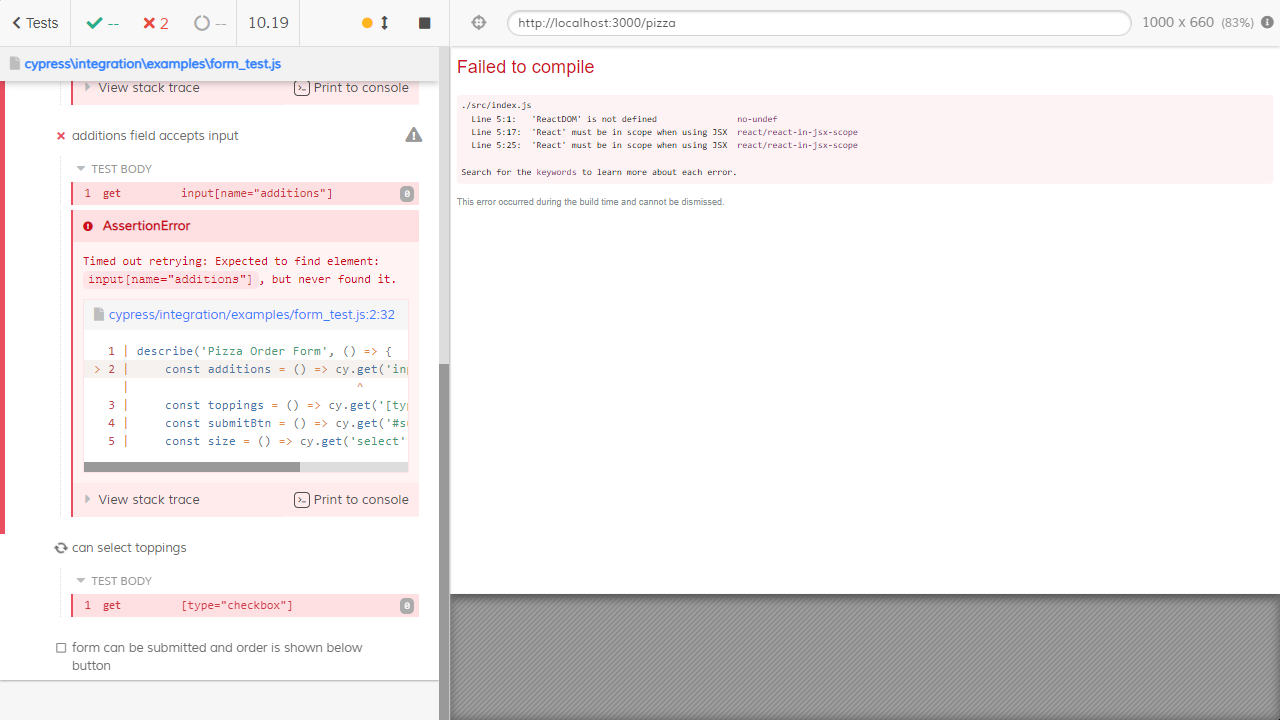 Tests
--
2
--
10.19
http://localhost:3000/pizza
1000 x 660 (83%)
cypress\integration\examples\form_test.js
View stack trace
Print to console
additions field accepts input
TEST BODY
1 get input[name="additions"] 0
AssertionError
Timed out retrying: Expected to find element:
input[name="additions"], but never found it.
cypress/integration/examples/form_test.js:2:32
1 | describe('Pizza Order Form', () => {
> 2 | const additions = () => cy.get('in
| ^
3 | const toppings = () => cy.get('[ty
4 | const submitBtn = () => cy.get('#s
5 | const size = () => cy.get('select'
View stack trace
Print to console
can select toppings
TEST BODY
1 get [type="checkbox"] 0
form can be submitted and order is shown below
button
Failed to compile
./src/index.js
Line 5:1: 'ReactDOM' is not defined no-undef
Line 5:17: 'React' must be in scope when using JSX react/react-in-jsx-scope
Line 5:25: 'React' must be in scope when using JSX react/react-in-jsx-scope
Search for the keywords to learn more about each error.
This error occurred during the build time and cannot be dismissed.